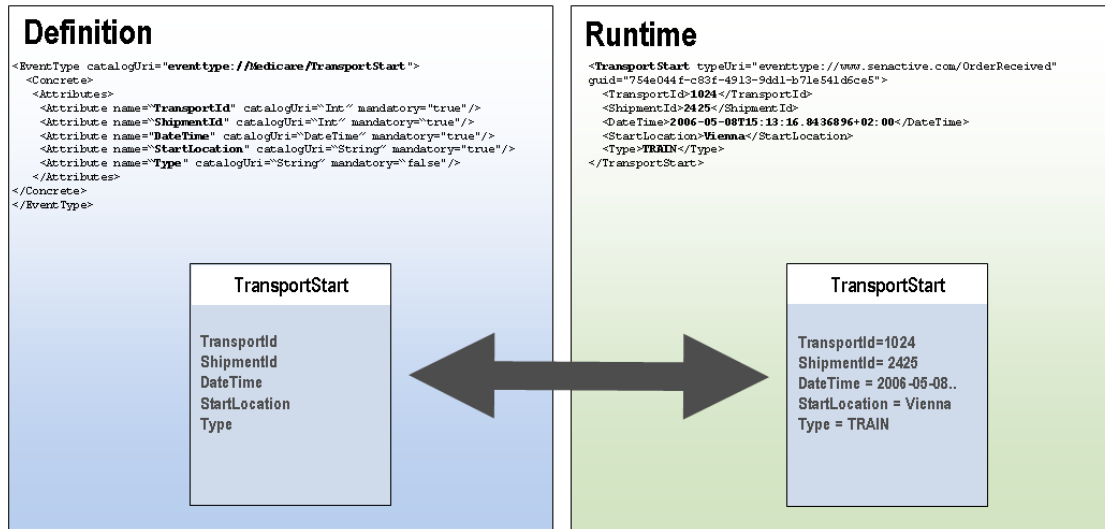 Definition
<EventType catalogUri="eventtype://Medicare/TransportStart">
<Concrete>
<Attributes>
<Attribute name="TransportId" catalogUri="Int" mandatory="true"/>
<Attribute name="ShipmentId" catalogUri="Int" mandatory="true"/>
<Attribute name="DateTime" catalogUri="DateTime" mandatory="true"/>
<Attribute name="StartLocation" catalogUri="String" mandatory="true"/>
<Attribute name="Type" catalogUri="String" mandatory="false"/>
</Attributes>
</Concrete>
</EventType>
TransportStart
TransportId
ShipmentId
DateTime
StartLocation
Type
Runtime
<TransportStart typeUri="eventtype://www.senactive.com/OrderReceived"
guid="754e044f-c83f-4913-9dd1-b71e541d6ce5">
<TransportId>1024</TransportId>
<ShipmentId>2425</ShipmentId>
<DateTime>2006-05-08T15:13:16.8436896+02:00</DateTime>
<StartLocation>Vienna</StartLocation>
<Type>TRAIN</Type>
</TransportStart>
TransportStart
TransportId=1024
ShipmentId= 2425
DateTime = 2006-05-08..
StartLocation = Vienna
Type = TRAIN